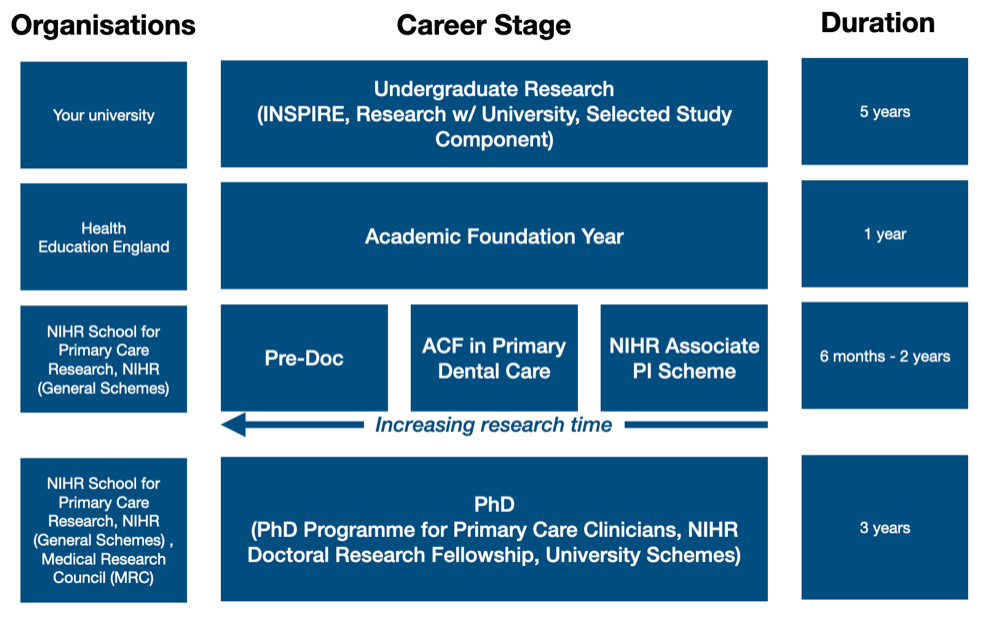 Organisations
Career Stage
Duration
Your university
Undergraduate Research
(INSPIRE, Research w/ University, Selected Study
Component)
5 years
Health
Education England
Academic Foundation Year
1 year
NIHR School for
Primary Care
Research, NIHR
(General Schemes)
Pre-Doc
ACF in Primary
Dental Care
NIHR Associate
PI Scheme
6 months - 2 years
Increasing research time
NIHR School for
Primary Care
Research, NIHR
(General Schemes) ,
Medical Research
Council (MRC)
PhD
(PhD Programme for Primary Care Clinicians, NIHR
Doctoral Research Fellowship, University Schemes)
3 years